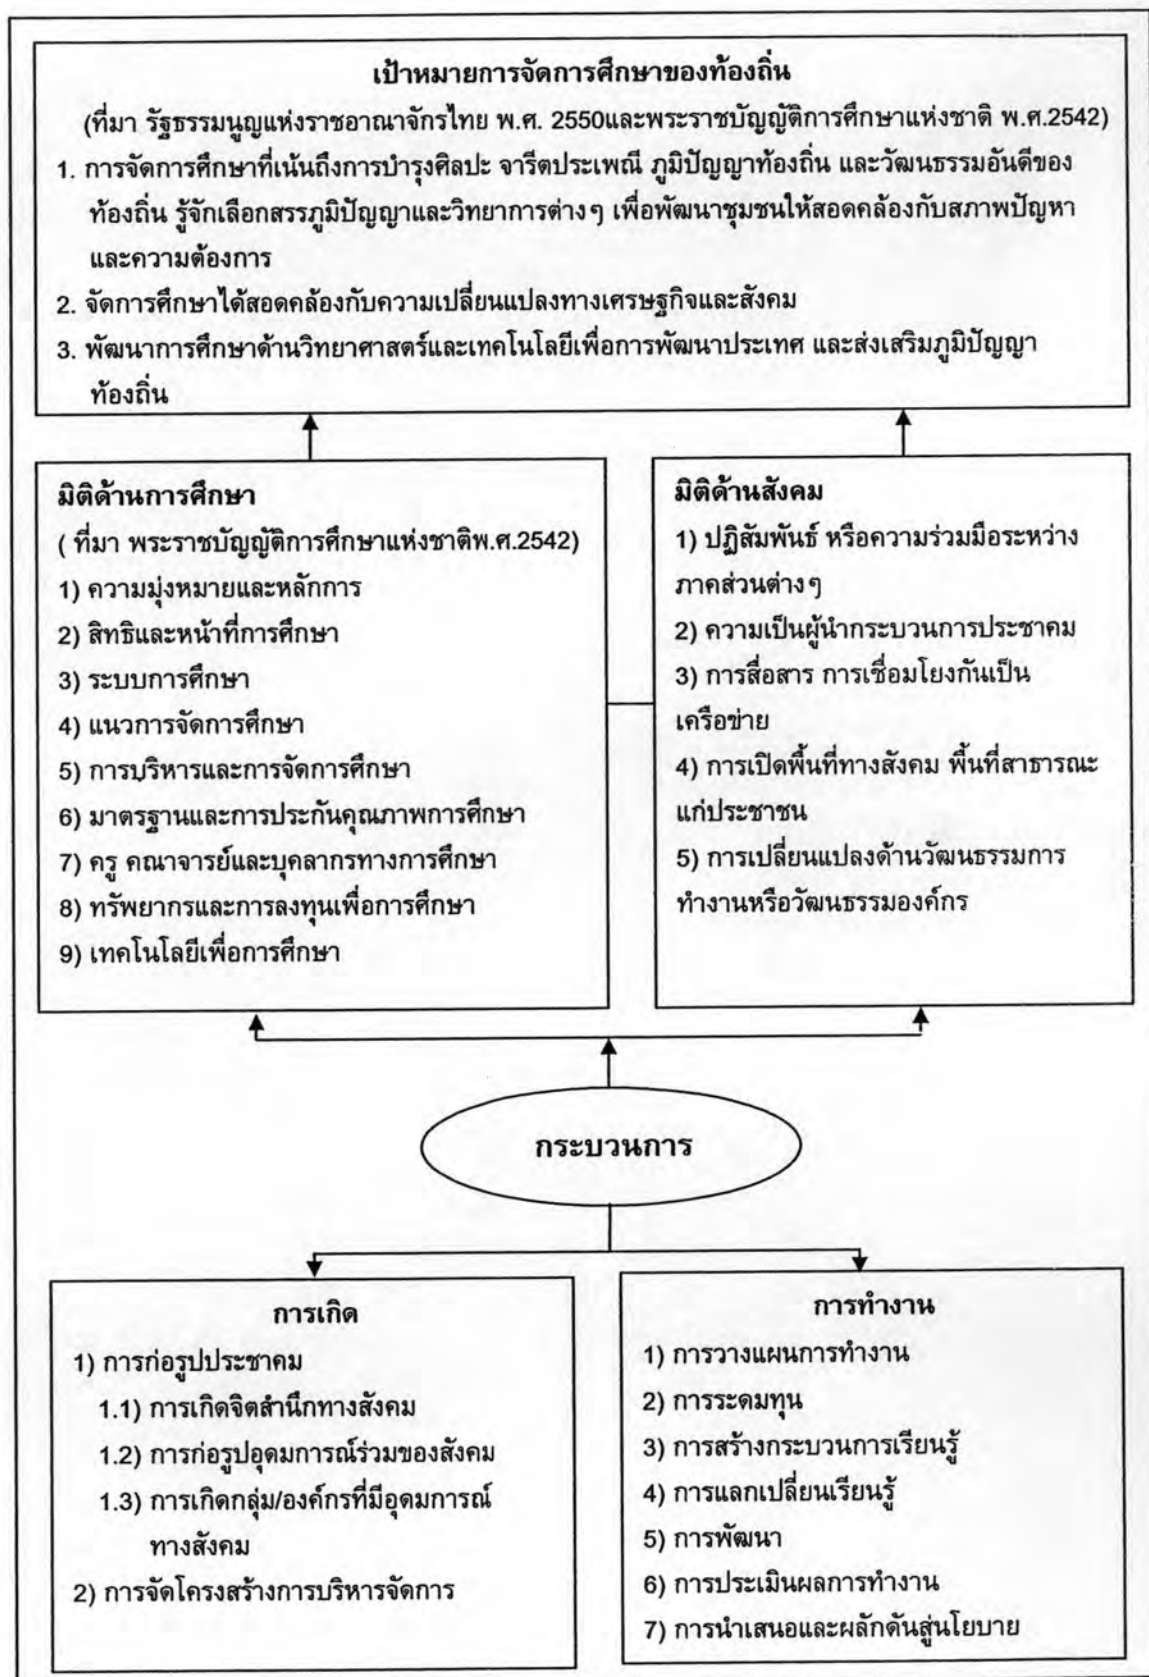 เป้าหมายการจัดการศึกษาของท้องถิ่น
(ที่มา รัฐธรรมนูญแห่งราชอาณาจักรไทย พ.ศ. 2550และพระราชบัญญัติการศึกษาแห่งชาติ พ.ศ.2542)
1. การจัดการศึกษาที่เน้นถึงการบำรุงศิลปะ จารีตประเพณี ภูมิปัญญาท้องถิ่น และวัฒนธรรมอันดีของ
ท้องถิ่น รู้จักเลือกสรรภูมิปัญญาและวิทยาการต่างๆ เพื่อพัฒนาชุมชนให้สอดคล้องกับสภาพปัญหา
และความต้องการ
2. จัดการศึกษาได้สอดคล้องกับความเปลี่ยนแปลงทางเศรษฐกิจและสังคม
3. พัฒนาการศึกษาด้านวิทยาศาสตร์และเทคโนโลยีเพื่อการพัฒนาประเทศ และส่งเสริมภูมิปัญญา
ท้องถิ่น
มิติด้านการศึกษา
( ที่มา พระราชบัญญัติการศึกษาแห่งชาติพ.ศ.2542)
1) ความมุ่งหมายและหลักการ
2) สิทธิและหน้าที่การศึกษา
3) ระบบการศึกษา
4) แนวการจัดการศึกษา
5) การบริหารและการจัดการศึกษา
6) มาตรฐานและการประกันคุณภาพการศึกษา
7) ครู คณาจารย์และบุคลากรทางการศึกษา
8) ทรัพยากรและการลงทุนเพื่อการศึกษา
9) เทคโนโลยีเพื่อการศึกษา
มิติด้านสังคม
1) ปฏิสัมพันธ์ หรือความร่วมมือระหว่าง
ภาคส่วนต่างๆ
2) ความเป็นผู้นำกระบวนการประชาคม
3) การสื่อสาร การเชื่อมโยงกันเป็น
เครือข่าย
4) การเปิดพื้นที่ทางสังคม พื้นที่สาธารณะ
แก่ประชาชน
5) การเปลี่ยนแปลงด้านวัฒนธรรมการ
ทำงานหรือวัฒนธรรมองค์กร
กระบวนการ
การเกิด
1) การก่อรูปประชาคม
1.1) การเกิดจิตสำนึกทางสังคม
1.2) การก่อรูปอุดมการณ์ร่วมของสังคม
1.3) การเกิดกลุ่ม/องค์กรที่มีอุดมการณ์
ทางสังคม
2) การจัดโครงสร้างการบริหารจัดการ
การทำงาน
1) การวางแผนการทำงาน
2) การระดมทุน
3) การสร้างกระบวนการเรียนรู้
4) การแลกเปลี่ยนเรียนรู้
5) การพัฒนา
6) การประเมินผลการทำงาน
7) การนำเสนอและผลักดันสู่นโยบาย